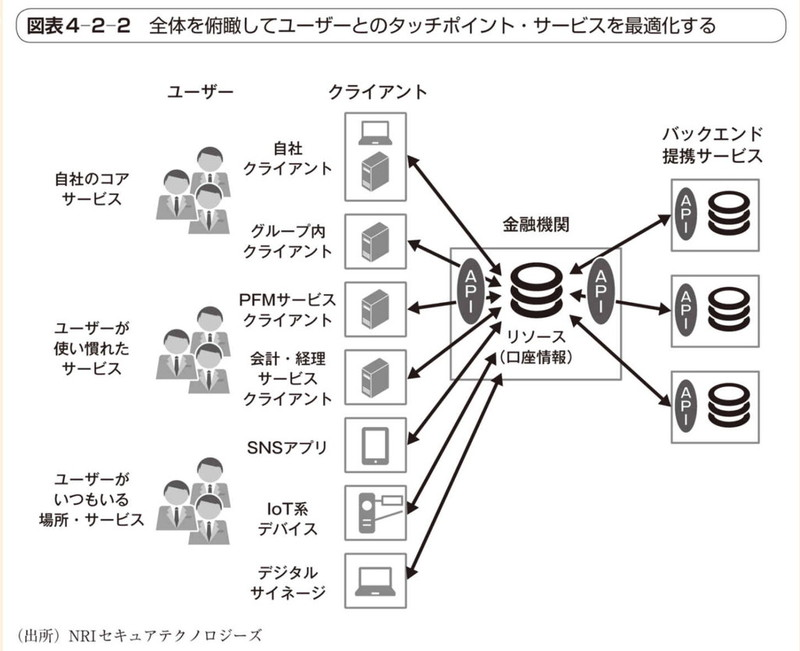 図表4-2-2 全体を俯瞰してユーザーとのタッチポイント・サービスを最適化する
ユーザー
クライアント
自社のコア
サービス
自社
クライアント
グループ内
クライアント
ユーザーが
使い慣れた
サービス
PFMサービス
クライアント
会計・経理
サービス
クライアント
ユーザーが
いつもいる
場所・サービス
SNSアプリ
IoT系
デバイス
デジタル
サイネージ
金融機関
API
リソース
(口座情報)
API
バックエンド
提携サービス
API
API
API
(出所)NRIセキュアテクノロジーズ